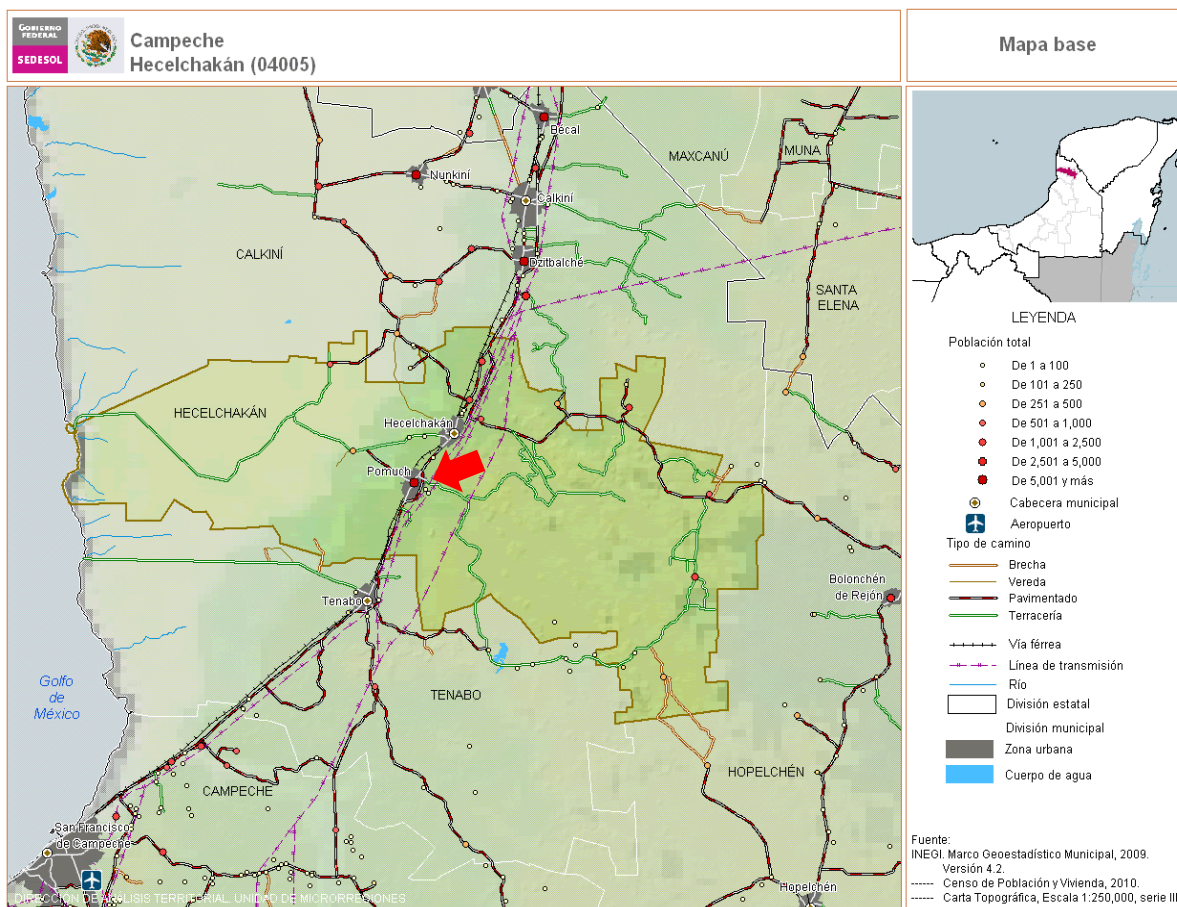 GOBIERNO
FEDERAL
SEDESOL
Campeche
Hecelchakán (04005)
Mapa base
Becal
MAXCANÚ
MUNA
Nunkiní
Calkiní
CALKINÍ
Dzitbalché
SANTA
ELENA
HECELCHAKÁN
Hecelchakán
Pomuch
Tenabo
Bolonchén
de Rejón
Golfo
de
México
TENABO
HOPELCHÉN
CAMPECHE
San Francisco
de Campeche
Hopelchén
DIRECCIÓN DE ANÁLISIS TERRITORIAL. UNIDAD DE MICRORREGIONES
LEYENDA
Población total
De 1 a 100
De 101 a 250
De 251 a 500
De 501 a 1,000
De 1,001 a 2,500
De 2,501 a 5,000
De 5,001 y más
Cabecera municipal
Aeropuerto
Tipo de camino
Brecha
Vereda
Pavimentado
Terracería
Vía férrea
Línea de transmisión
Río
División estatal
División municipal
Zona urbana
Cuerpo de agua
Fuente:
INEGI. Marco Geoestadístico Municipal, 2009.
Versión 4.2.
------ Censo de Población y Vivienda, 2010.
------ Carta Topográfica, Escala 1:250,000, serie III